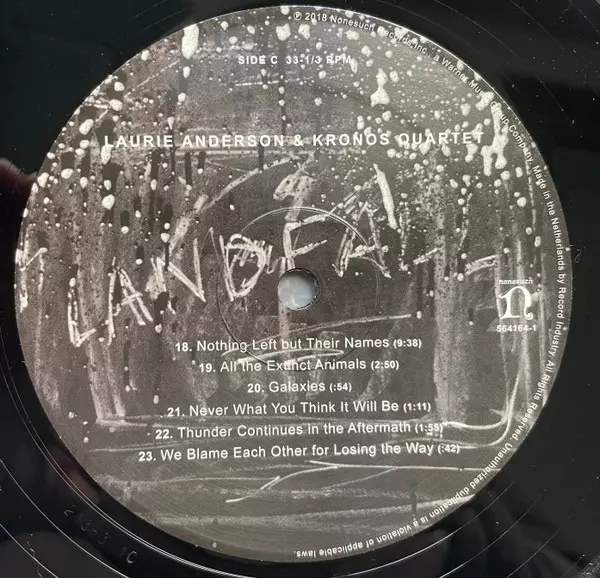 ℗ 2018 Nonesuch Records Inc., a Warner Music Group Company. Made in the Netherlands by Record Industry. All Rights Reserved. Unauthorized duplication is a violation of applicable laws.
SIDE C 33-1/3 RPM
LAURIE ANDERSON & KRONOS QUARTET
LANDFALL
nonesuch
n
564164-1
18. Nothing Left but Their Names (9:38)
19. All the Extinct Animals (2:50)
20. Galaxies (:54)
21. Never What You Think It Will Be (1:11)
22. Thunder Continues in the Aftermath (1:55)
23. We Blame Each Other for Losing the Way (:42)